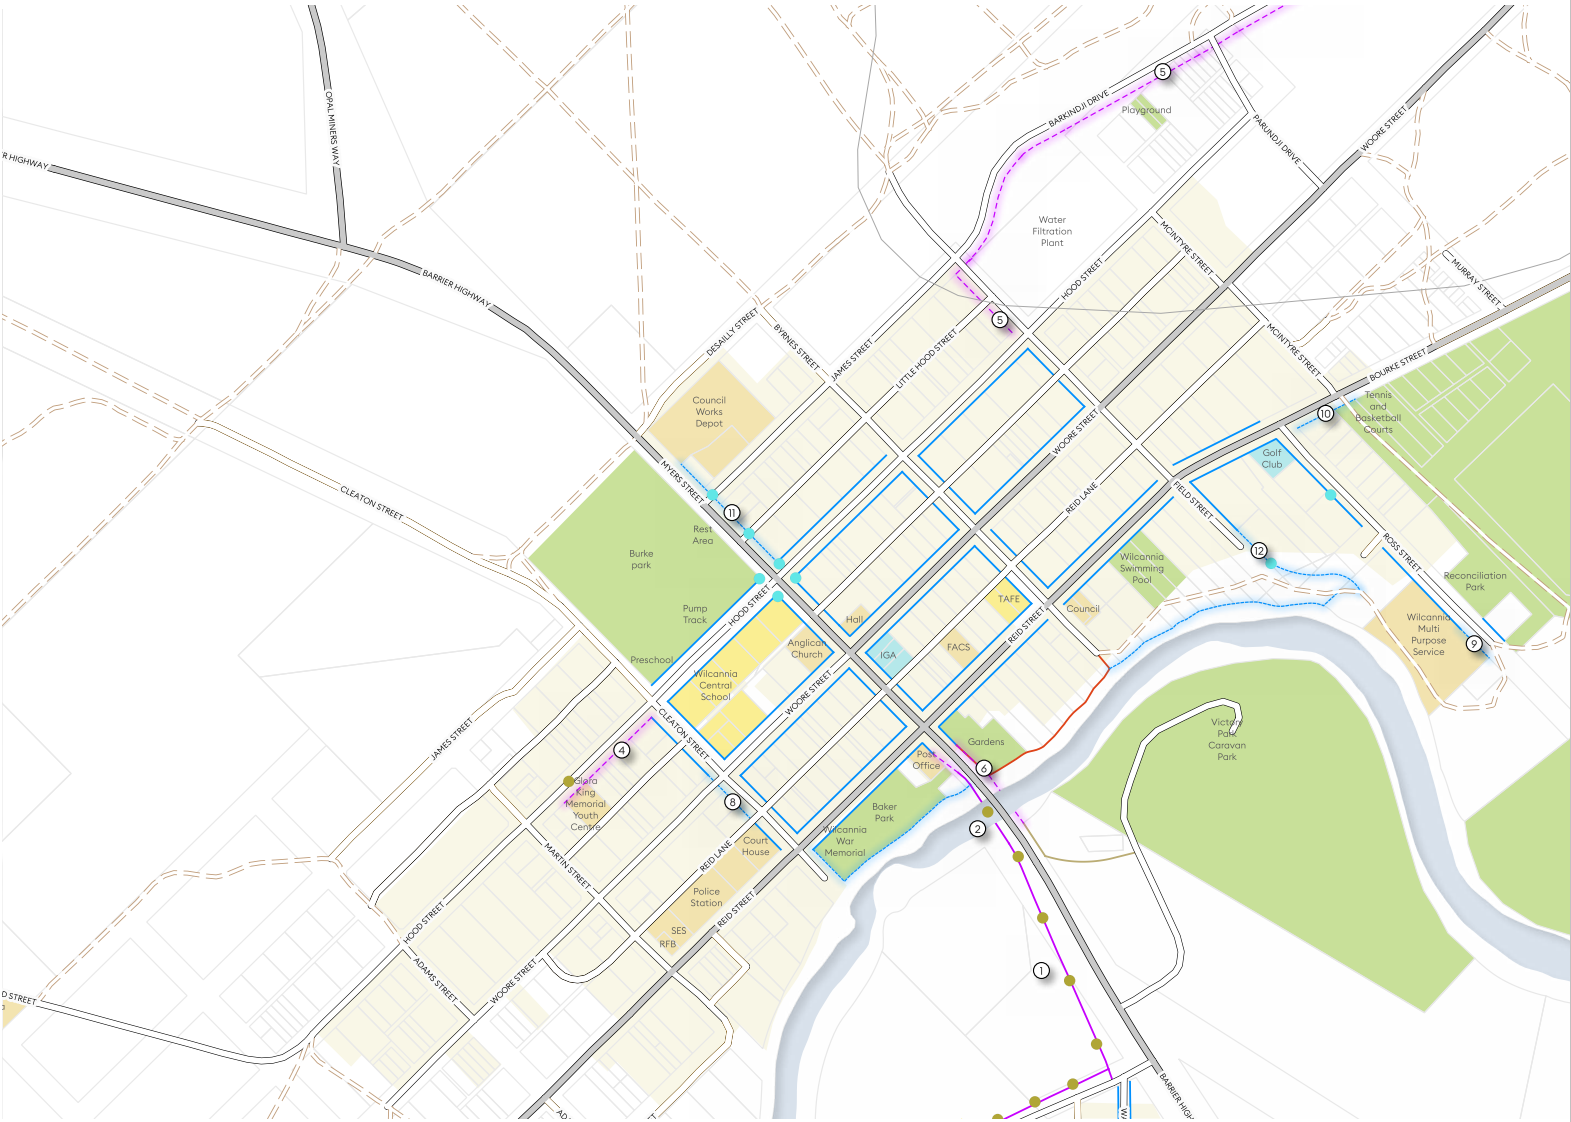 5
BARKINDJI DRIVE
Playground
OPAL MINERS WAY
R HIGHWAY
PARUNDJI DRIVE
WOORE STREET
Water
Filtration
Plant
MCINTYRE STREET
HOOD STREET
MURRAY STREET
BARRIER HIGHWAY
5
DESAILLY STREET
BYRNES STREET
JAMES STREET
LITTLE HOOD STREET
MCINTYRE STREET
BOURKE STREET
Council
Works
Depot
10
Tennis
and
Basketball
Courts
WOORE STREET
Golf
Club
MYERS STREET
CLEATON STREET
REID LANE
FIELD STREET
11
Rest
Area
Burke
park
12
ROSS STREET
Wilcannia
Swimming
Pool
Reconciliation
Park
Pump
Track
HOOD STREET
TAFE
Council
Hall
REID STREET
Wilcannia
Multi
Purpose
Service
9
Anglican
Church
IGA
FACS
Preschool
Wilcannia
Central
School
WOORE STREET
CLEATON STREET
JAMES STREET
4
Gardens
Post
Office
6
Victory
Park
Caravan
Park
Glora
King
Memorial
Youth
Centre
8
Baker
Park
2
Wilcannia
War
Memorial
Court
House
MARTIN STREET
REID LANE
Police
Station
SES
RFB
REID STREET
HOOD STREET
ADAMS STREET
WOORE STREET
1
D STREET
BARRIER HIGH
ADA
W